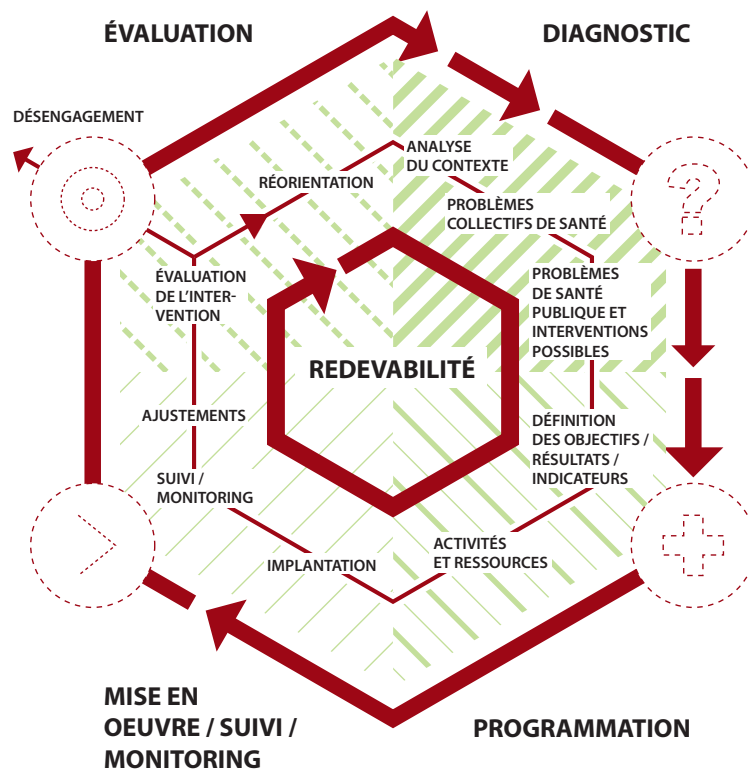 ÉVALUATION
DIAGNOSTIC
DÉSENGAGEMENT
ANALYSE
DU CONTEXTE
RÉORIENTATION
PROBLÈMES
COLLECTIFS DE SANTÉ
?
ÉVALUATION
DE L'INTER-
VENTION
PROBLÈMES
DE SANTÉ
PUBLIQUE ET
INTERVENTIONS
POSSIBLES
REDEVABILITÉ
AJUSTEMENTS
DÉFINITION
DES OBJECTIFS /
RÉSULTATS /
INDICATEURS
SUIVI /
MONITORING
ACTIVITÉS
ET RESSOURCES
IMPLANTATION
MISE EN
OEUVRE / SUIVI /
MONITORING
PROGRAMMATION